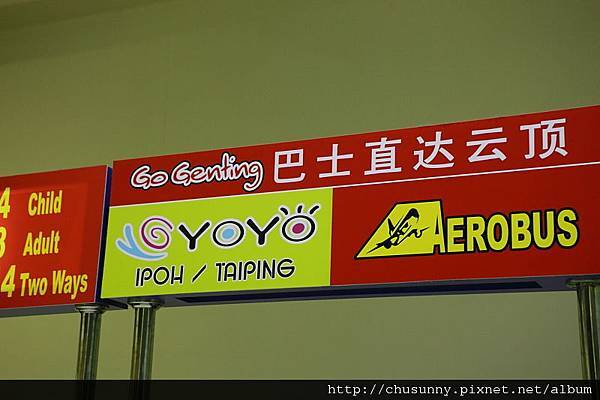 4 Child
3 Adult
4 Two Ways
Go Genting 巴士直达云顶
YOYO
IPOH / TAIPING
AEROBUS
http://chusunny.pixnet.net/album